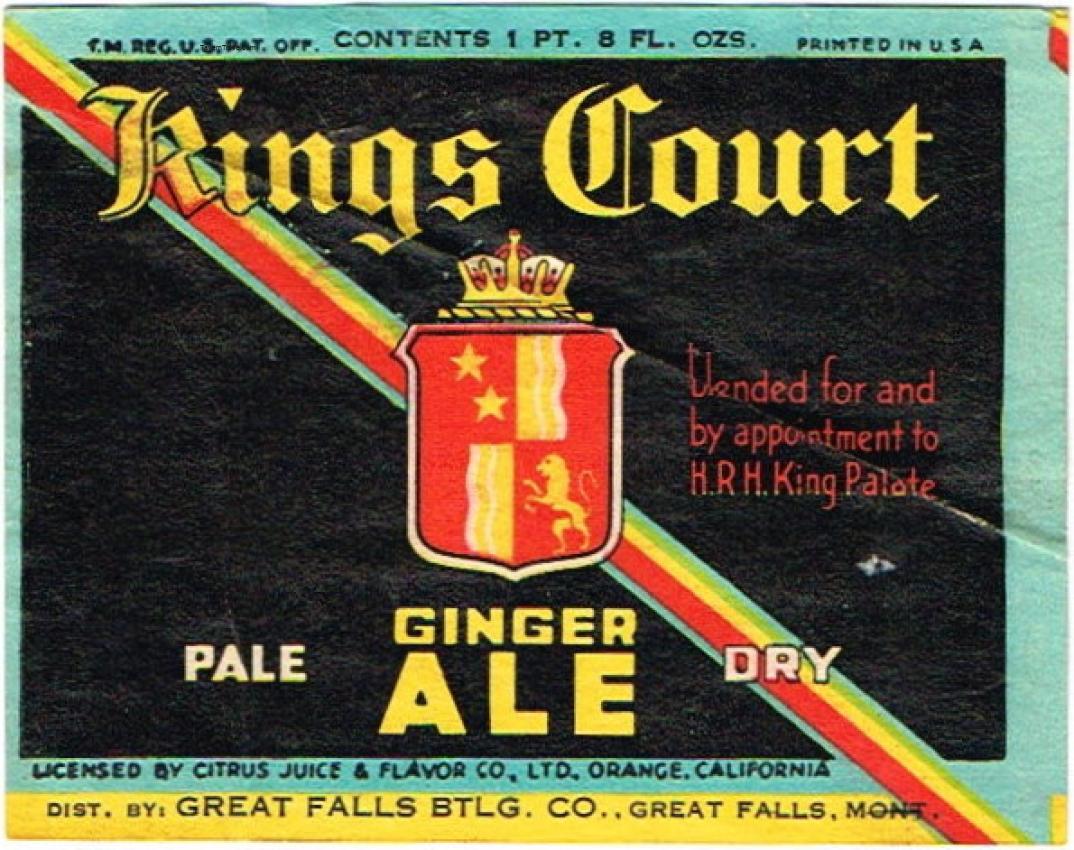 T.M. REG. U.S. PAT. OFF. CONTENTS 1 PT. 8 FL. OZS. PRINTED IN U S A
Kings Court
Blended for and
by appointment to
H.R.H. King Palate
GINGER
PALE ALE DRY
LICENSED BY CITRUS JUICE & FLAVOR CO., LTD., ORANGE, CALIFORNIA
DIST. BY: GREAT FALLS BTLG. CO., GREAT FALLS, MONT.